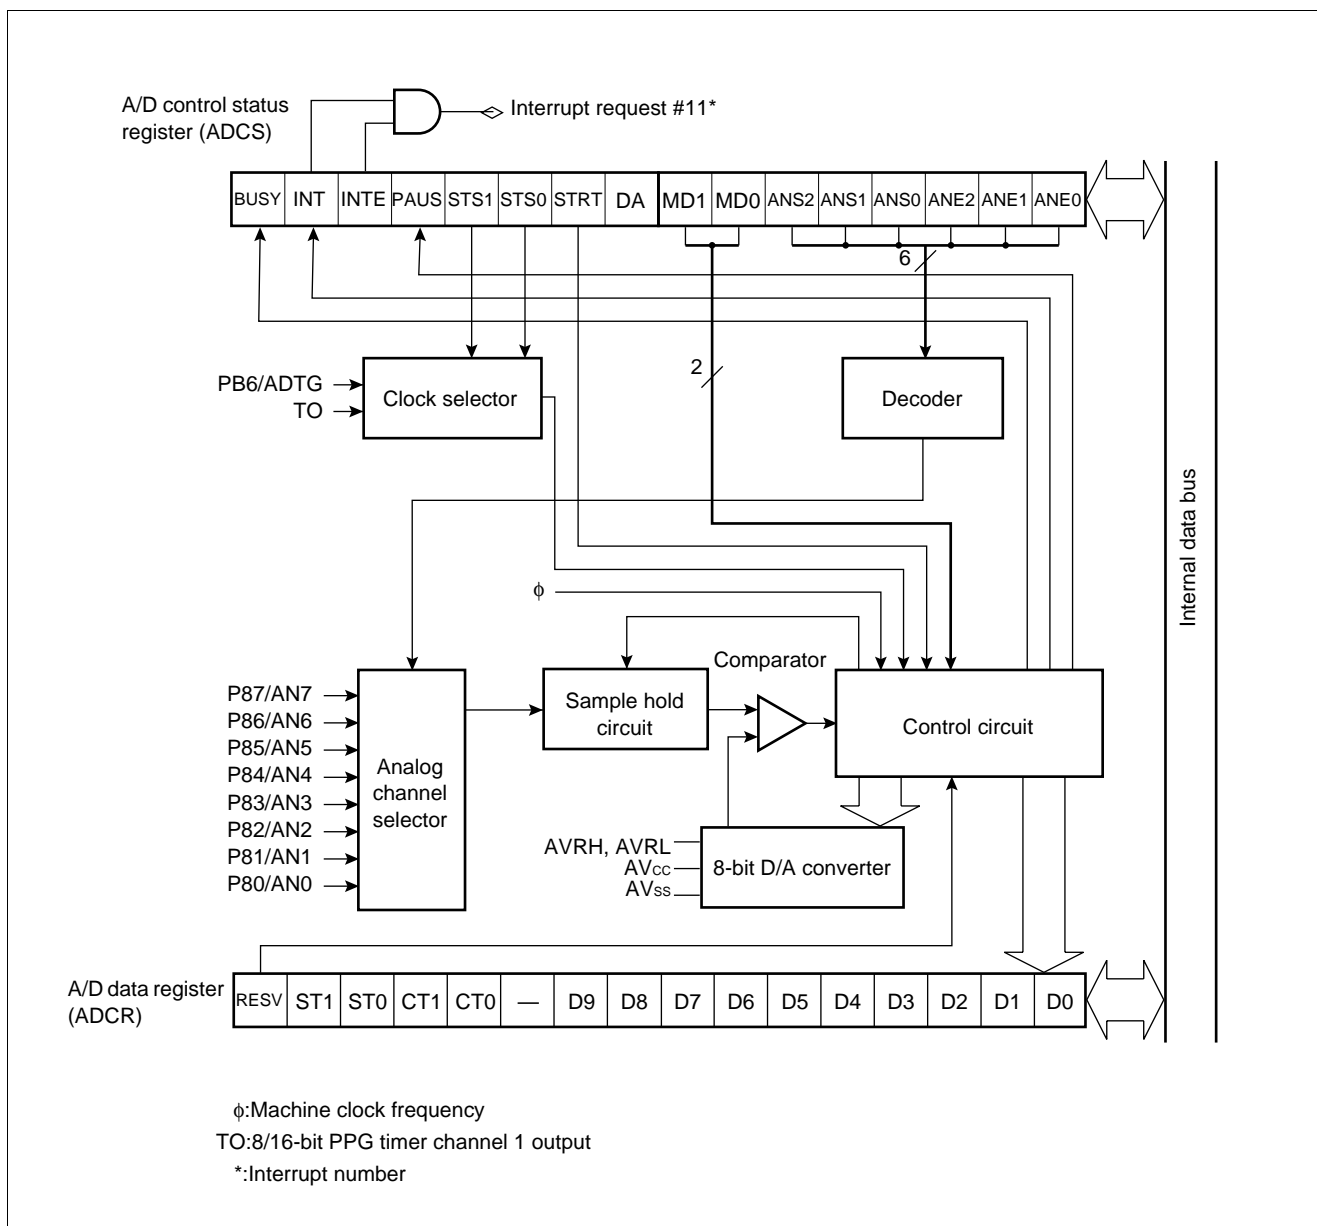 A/D control status
register (ADCS)
Interrupt request #11*
BUSY INT INTE PAUS STS1 STS0 STRT DA MD1 MD0 ANS2 ANS1 ANS0 ANE2 ANE1 ANE0
6
2
PB6/ADTG
TO
Clock selector
Decoder
Internal data bus
φ
Comparator
P87/AN7
P86/AN6
P85/AN5
P84/AN4
P83/AN3
P82/AN2
P81/AN1
P80/AN0
Analog
channel
selector
Sample hold
circuit
Control circuit
AVRH, AVRL
AVcc
AVss
8-bit D/A converter
A/D data register
(ADCR)
RESV ST1 ST0 CT1 CT0 — D9 D8 D7 D6 D5 D4 D3 D2 D1 D0
φ:Machine clock frequency
TO:8/16-bit PPG timer channel 1 output
*:Interrupt number